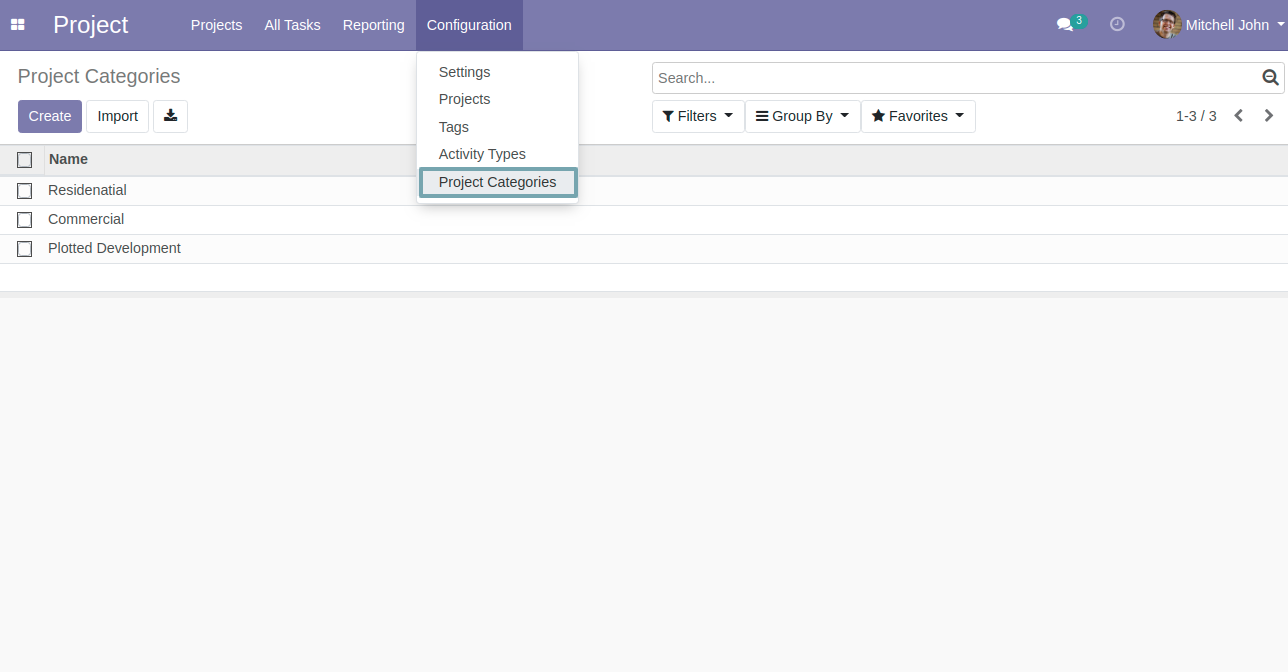 Project Projects All Tasks Reporting Configuration 3 Mitchell John
Project Categories
Search...
Create Import
Filters Group By Favorites 1-3 / 3
Settings
Projects
Tags
Activity Types
Project Categories
Name
Residenatial
Commercial
Plotted Development